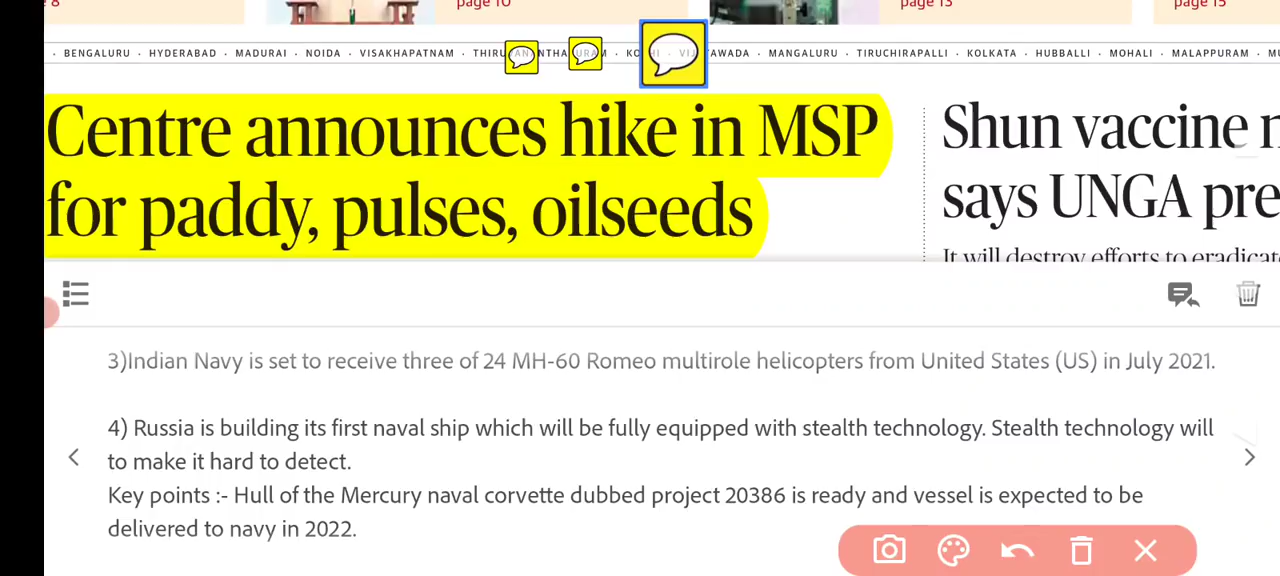 page 10
page 13
page 15
· BENGALURU · HYDERABAD · MADURAI · NOIDA · VISAKHAPATNAM · MANGALURU · TIRUCHIRAPALLI · KOLKATA · HUBBALLI · MOHALI · MALAPPURAM ·
Centre announces hike in MSP
for paddy, pulses, oilseeds
Shun vaccine
says UNGA
It will destroy efforts to
3)Indian Navy is set to receive three of 24 MH-60 Romeo multirole helicopters from United States (US) in July 2021.
4) Russia is building its first naval ship which will be fully equipped with stealth technology. Stealth technology will
to make it hard to detect.
Key points :- Hull of the Mercury naval corvette dubbed project 20386 is ready and vessel is expected to be
delivered to navy in 2022.